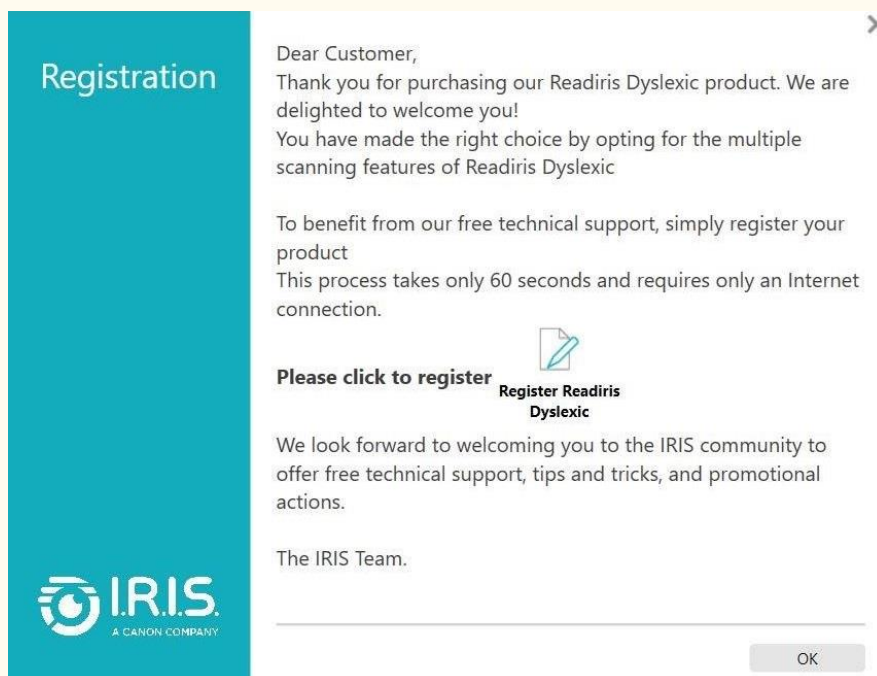 Registration
Dear Customer,
Thank you for purchasing our Readiris Dyslexic product. We are
delighted to welcome you!
You have made the right choice by opting for the multiple
scanning features of Readiris Dyslexic
To benefit from our free technical support, simply register your
product
This process takes only 60 seconds and requires only an Internet
connection.
Please click to register
Register Readiris
Dyslexic
We look forward to welcoming you to the IRIS community to
offer free technical support, tips and tricks, and promotional
actions.
The IRIS Team.
I.R.I.S.
A CANON COMPANY
OK